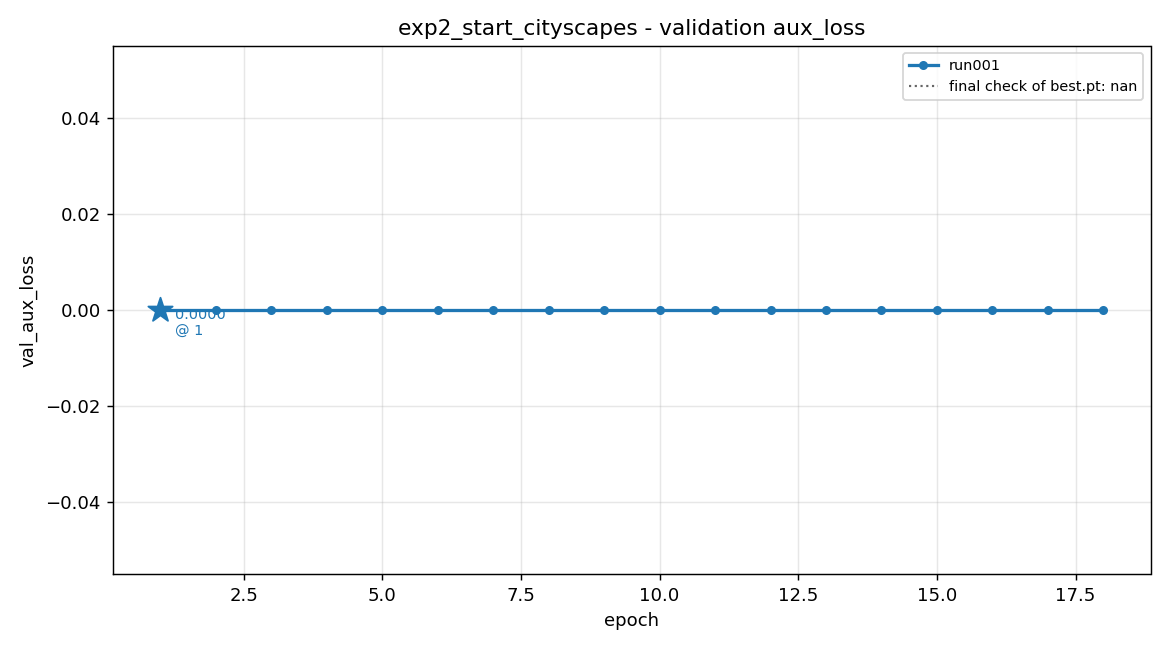 exp2_start_cityscapes - validation aux_loss
run001
final check of best.pt: nan
val_aux_loss
0.04
0.02
0.00
−0.02
−0.04
0.0000
@ 1
2.5
5.0
7.5
10.0
12.5
15.0
17.5
epoch